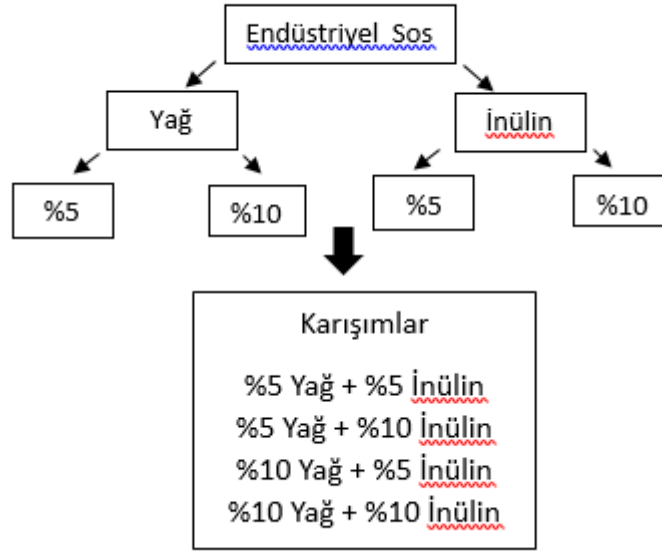 Endüstriyel Sos
Yağ
İnülin
%5
%10
%5
%10
Karışımlar
%5 Yağ + %5 İnülin
%5 Yağ + %10 İnülin
%10 Yağ + %5 İnülin
%10 Yağ + %10 İnülin